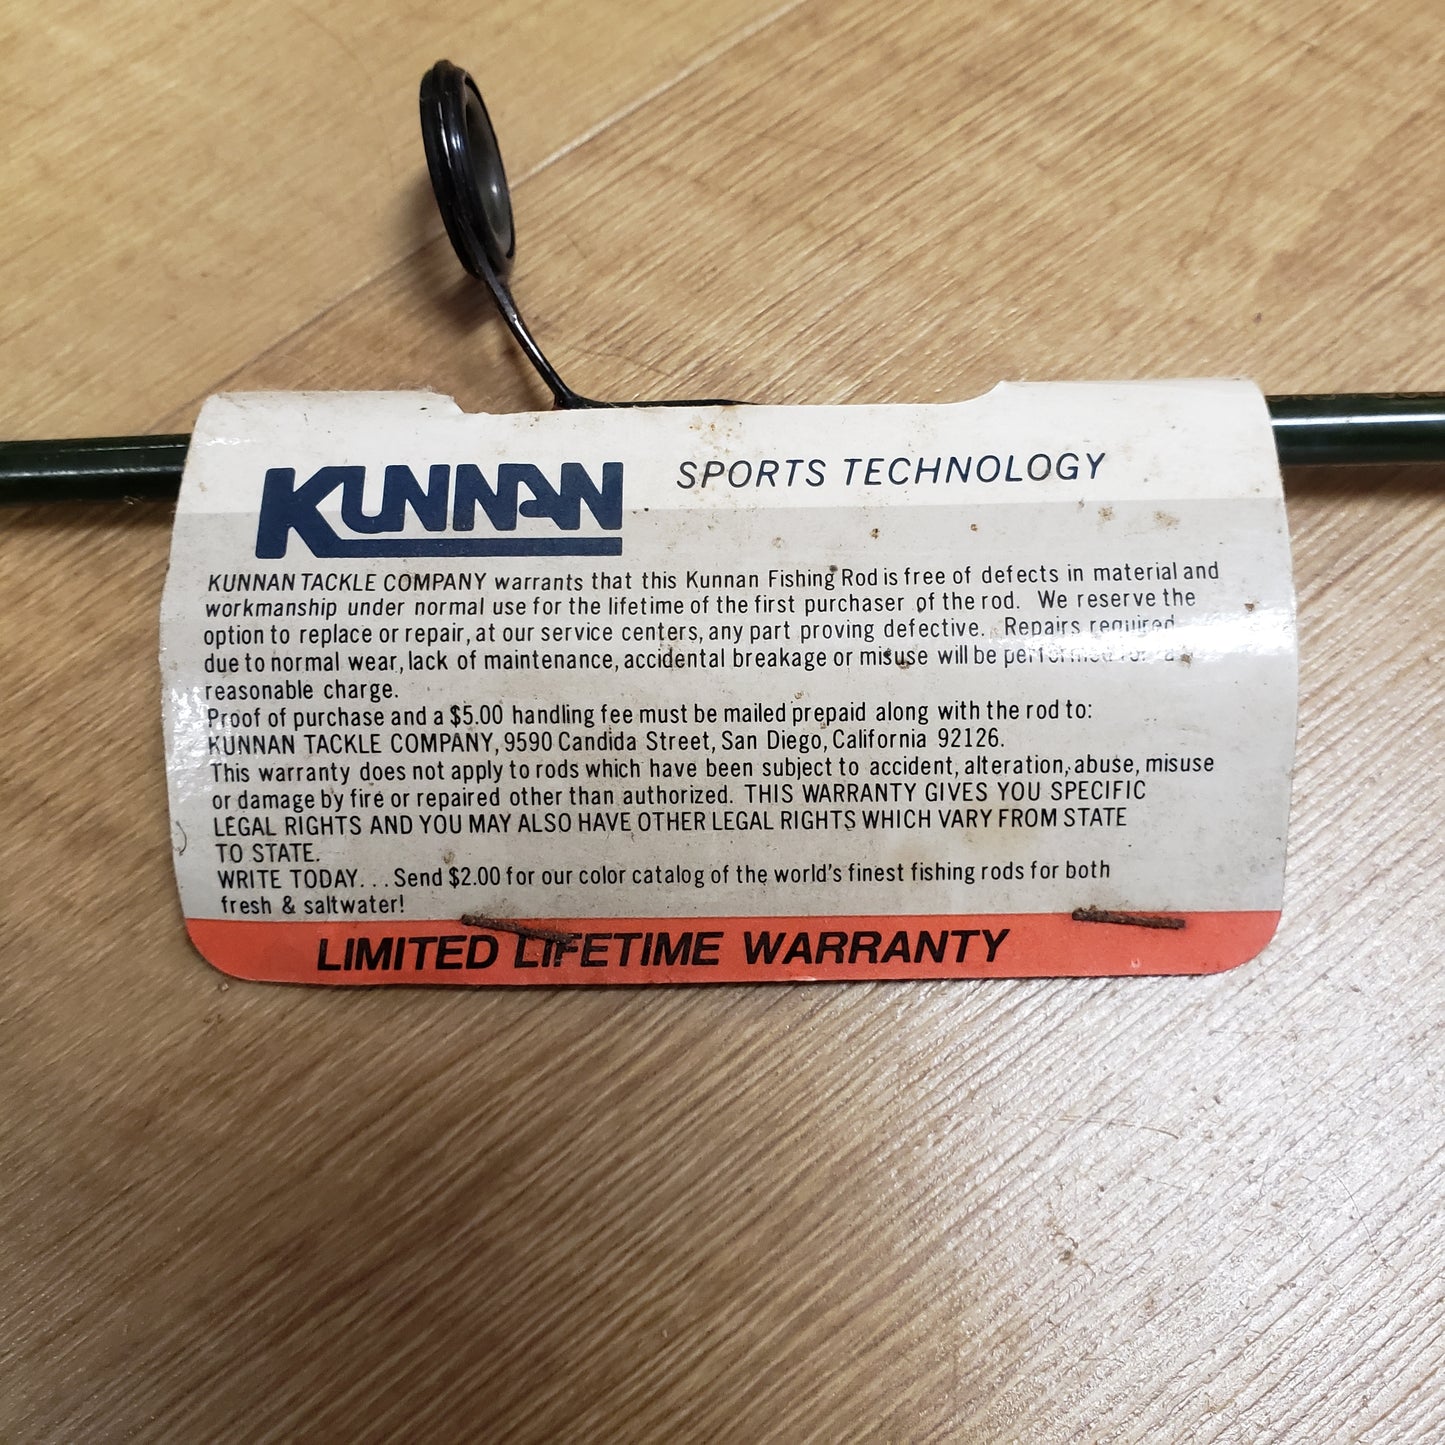 KUNNAN SPORTS TECHNOLOGY
KUNNAN TACKLE COMPANY warrants that this Kunnan Fishing Rod is free of defects in material and
workmanship under normal use for the lifetime of the first purchaser of the rod. We reserve the
option to replace or repair, at our service centers, any part proving defective. Repairs required
due to normal wear, lack of maintenance, accidental breakage or misuse will be performed for a
reasonable charge.
Proof of purchase and a $5.00 handling fee must be mailed prepaid along with the rod to:
KUNNAN TACKLE COMPANY, 9590 Candida Street, San Diego, California 92126.
This warranty does not apply to rods which have been subject to accident, alteration, abuse, misuse
or damage by fire or repaired other than authorized. THIS WARRANTY GIVES YOU SPECIFIC
LEGAL RIGHTS AND YOU MAY ALSO HAVE OTHER LEGAL RIGHTS WHICH VARY FROM STATE
TO STATE.
WRITE TODAY... Send $2.00 for our color catalog of the world's finest fishing rods for both
fresh & saltwater!
LIMITED LIFETIME WARRANTY